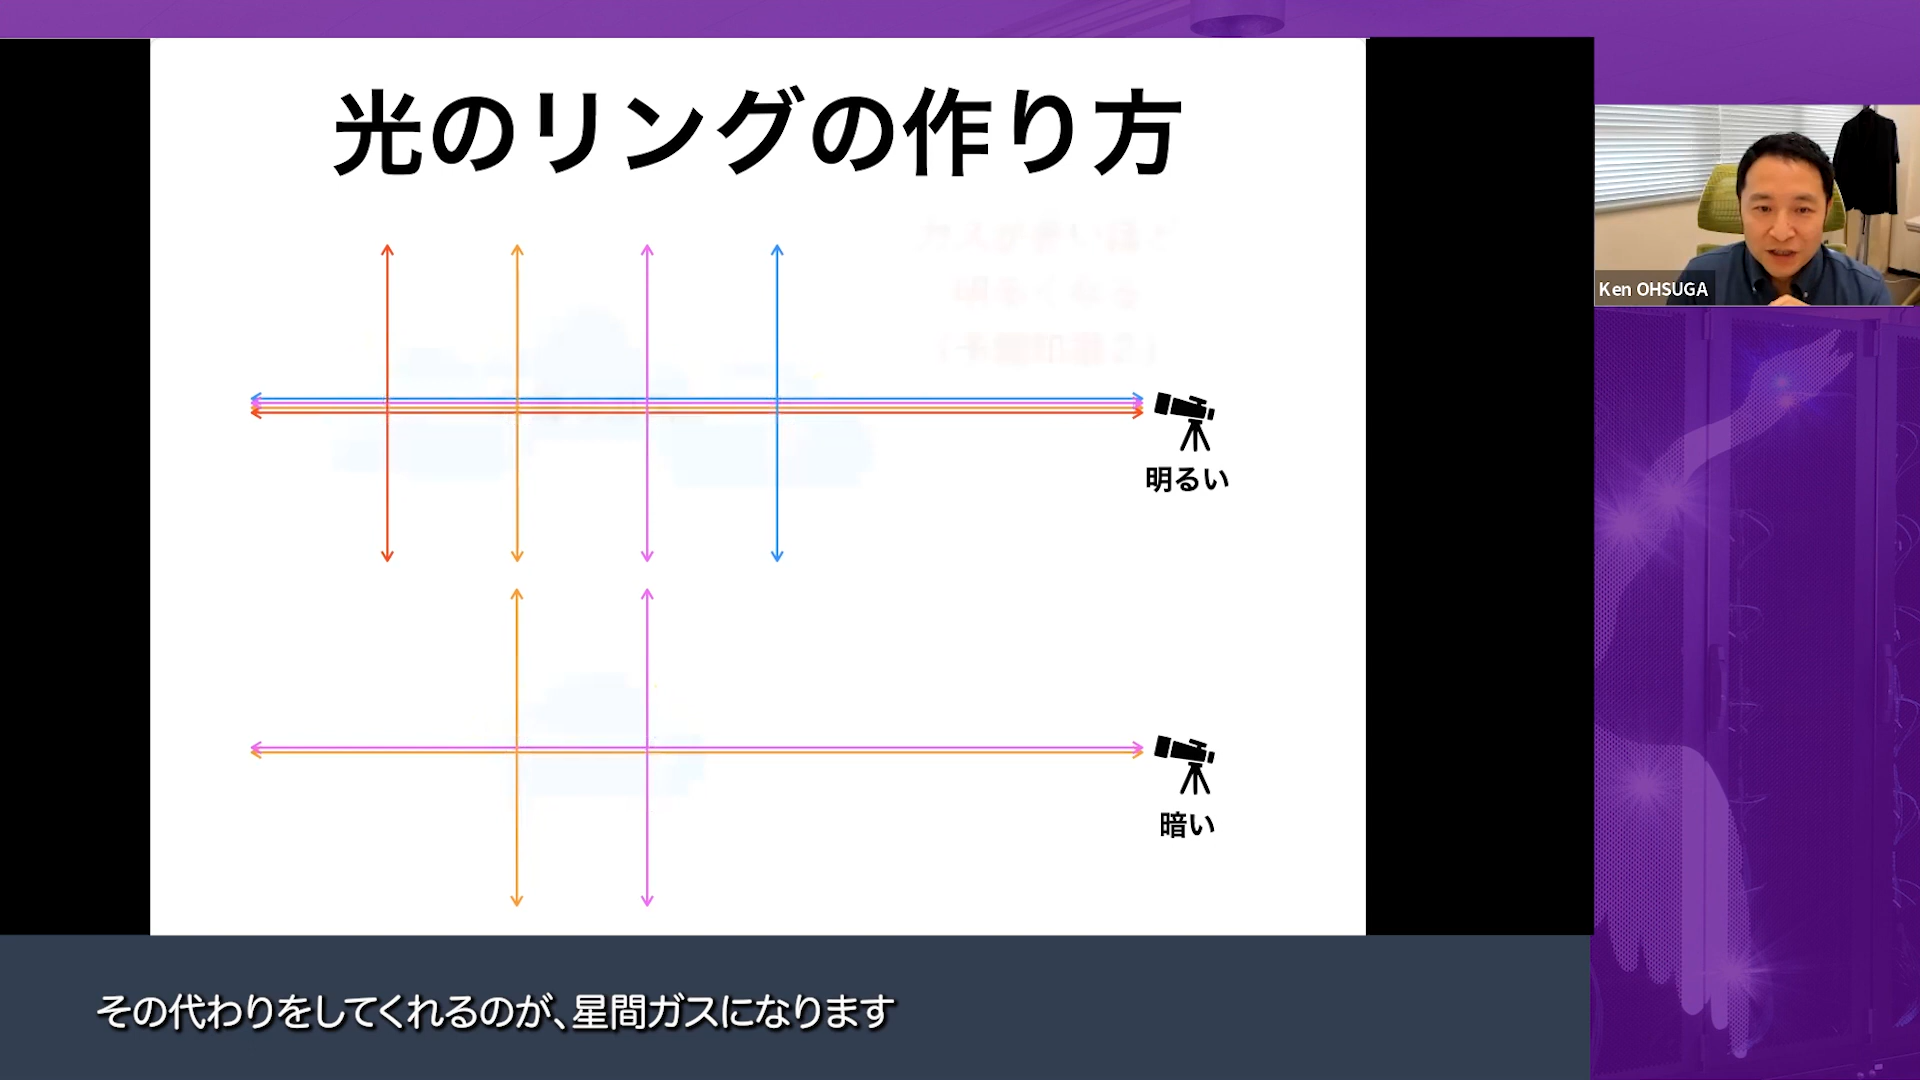 光のリングの作り方
明るい
暗い
Ken OHSUGA
その代わりをしてくれるのが、星間ガスになります